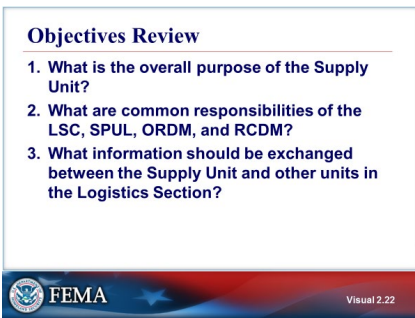 Objectives Review
1. What is the overall purpose of the Supply
Unit?
2. What are common responsibilities of the
LSC, SPUL, ORDM, and RCDM?
3. What information should be exchanged
between the Supply Unit and other units in
the Logistics Section?
FEMA
Visual 2.22